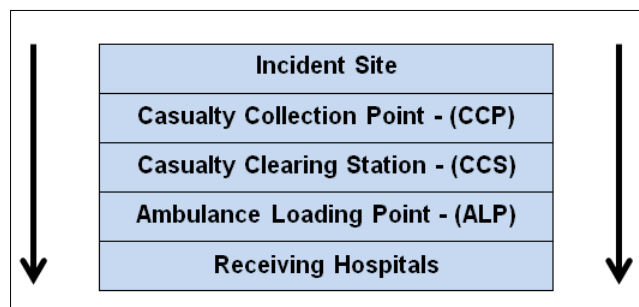 Incident Site
Casualty Collection Point - (CCP)
Casualty Clearing Station - (CCS)
Ambulance Loading Point - (ALP)
Receiving Hospitals